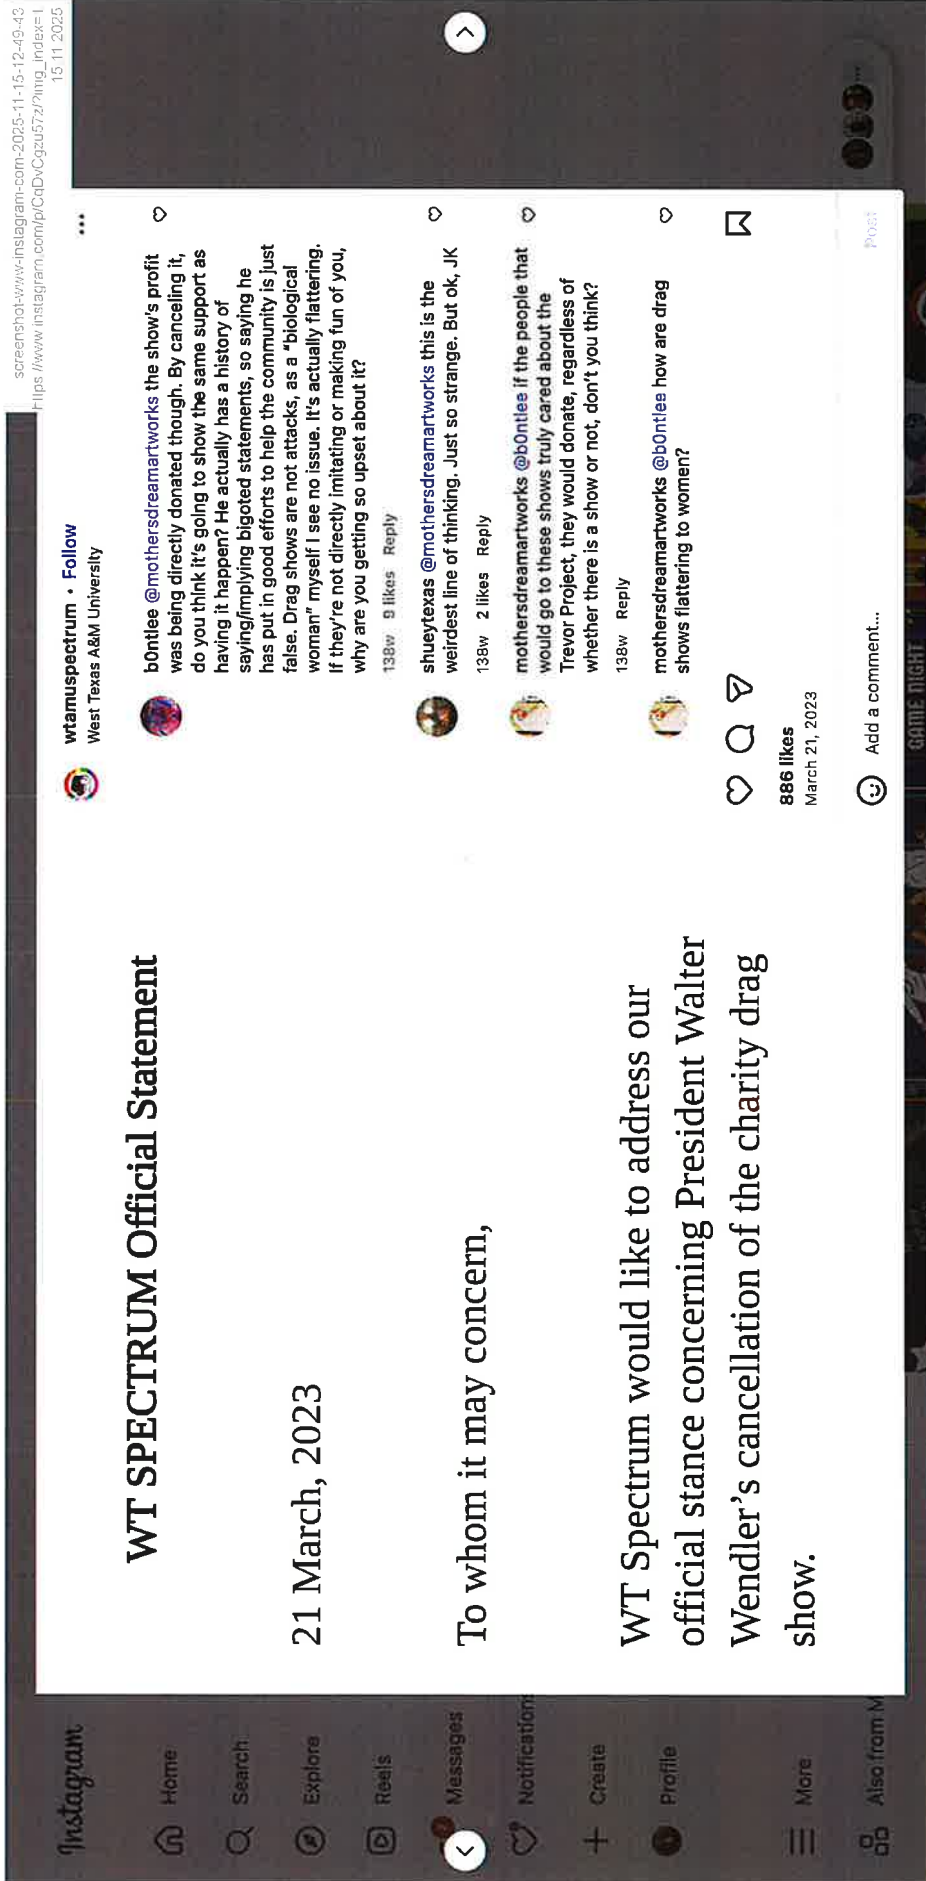 screenshot-www-instagram-com-2025-11-15-12-49-43
https //www instagram.com/p/CqDvCgzu57z/?img_index=1
15 11 2025
Instagram
Home
Search
Explore
Reels
Messages
Notifications
Create
Profile
More
Also from M
WT SPECTRUM Official Statement
21 March, 2023
To whom it may concern,
WT Spectrum would like to address our
official stance concerning President Walter
Wendler's cancellation of the charity drag
show.
wtamuspectrum • Follow
West Texas A&M University
b0ntlee @mothersdreamartworks the show's profit
was being directly donated though. By canceling it,
do you think it's going to show the same support as
having it happen? He actually has a history of
saying/implying bigoted statements, so saying he
has put in good efforts to help the community is just
false. Drag shows are not attacks, as a "biological
woman" myself I see no issue. It's actually flattering.
If they're not directly imitating or making fun of you,
why are you getting so upset about it?
138w 9 likes Reply
shueytexas @mothersdreamartworks this is the
weirdest line of thinking. Just so strange. But ok, JK
138w 2 likes Reply
mothersdreamartworks @b0ntlee if the people that
would go to these shows truly cared about the
Trevor Project, they would donate, regardless of
whether there is a show or not, don't you think?
138w Reply
mothersdreamartworks @b0ntlee how are drag
shows flattering to women?
886 likes
March 21, 2023
Add a comment...
Post
GAME NIGHT